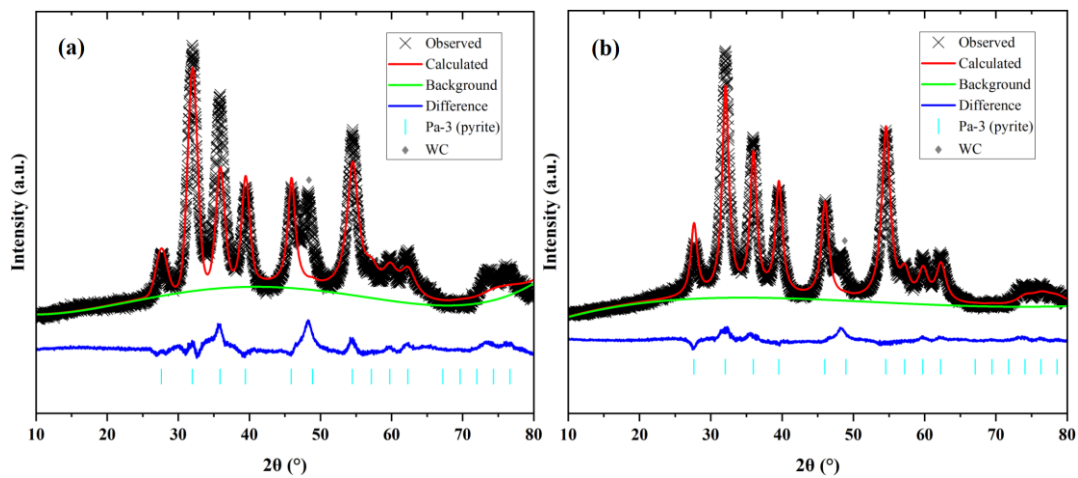 (a)
Observed
Calculated
Background
Difference
Pa-3 (pyrite)
WC
Intensity (a.u.)
10 20 30 40 50 60 70 80
2θ (°)
(b)
Observed
Calculated
Background
Difference
Pa-3 (pyrite)
WC
Intensity (a.u.)
10 20 30 40 50 60 70 80
2θ (°)